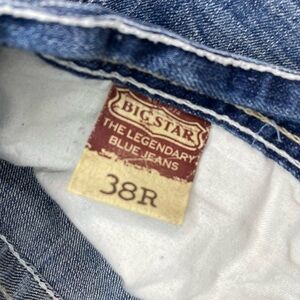 BIG STAR
THE LEGENDARY
BLUE JEANS
38R